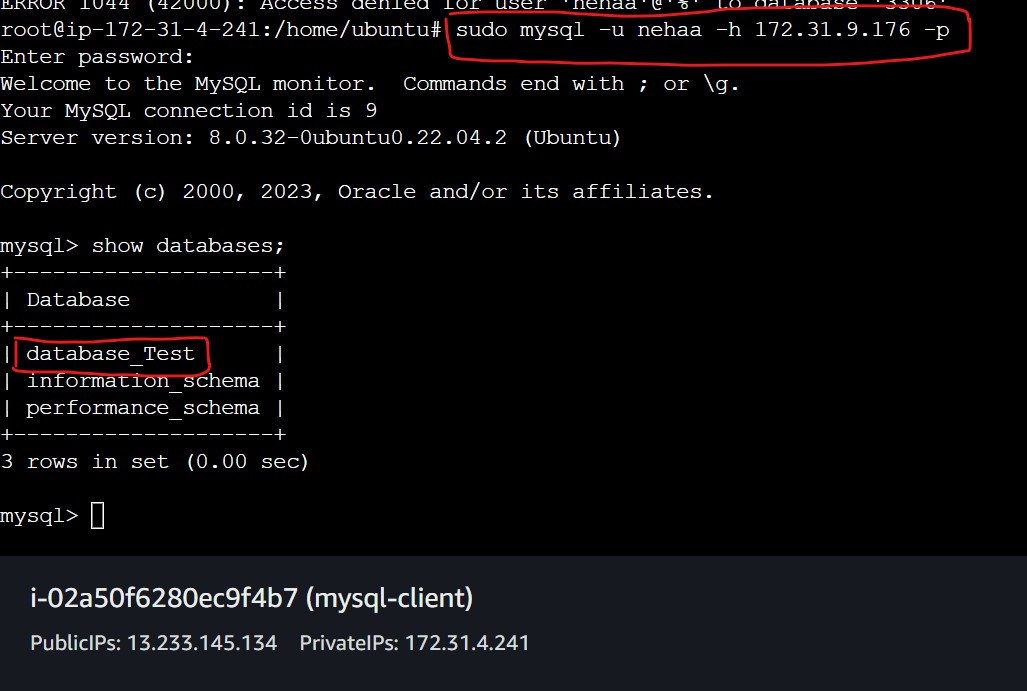 ERROR 1044 (42000): Access denied for user 'nehaa'@'%' to database '3306'
root@ip-172-31-4-241:/home/ubuntu# sudo mysql -u nehaa -h 172.31.9.176 -p
Enter password:
Welcome to the MySQL monitor.  Commands end with ; or \g.
Your MySQL connection id is 9
Server version: 8.0.32-0ubuntu0.22.04.2 (Ubuntu)
Copyright (c) 2000, 2023, Oracle and/or its affiliates.
mysql> show databases;
+--------------------+
| Database           |
+--------------------+
| database_Test      |
| information_schema |
| performance_schema |
+--------------------+
3 rows in set (0.00 sec)
mysql>
i-02a50f6280ec9f4b7 (mysql-client)
PublicIPs: 13.233.145.134 PrivateIPs: 172.31.4.241